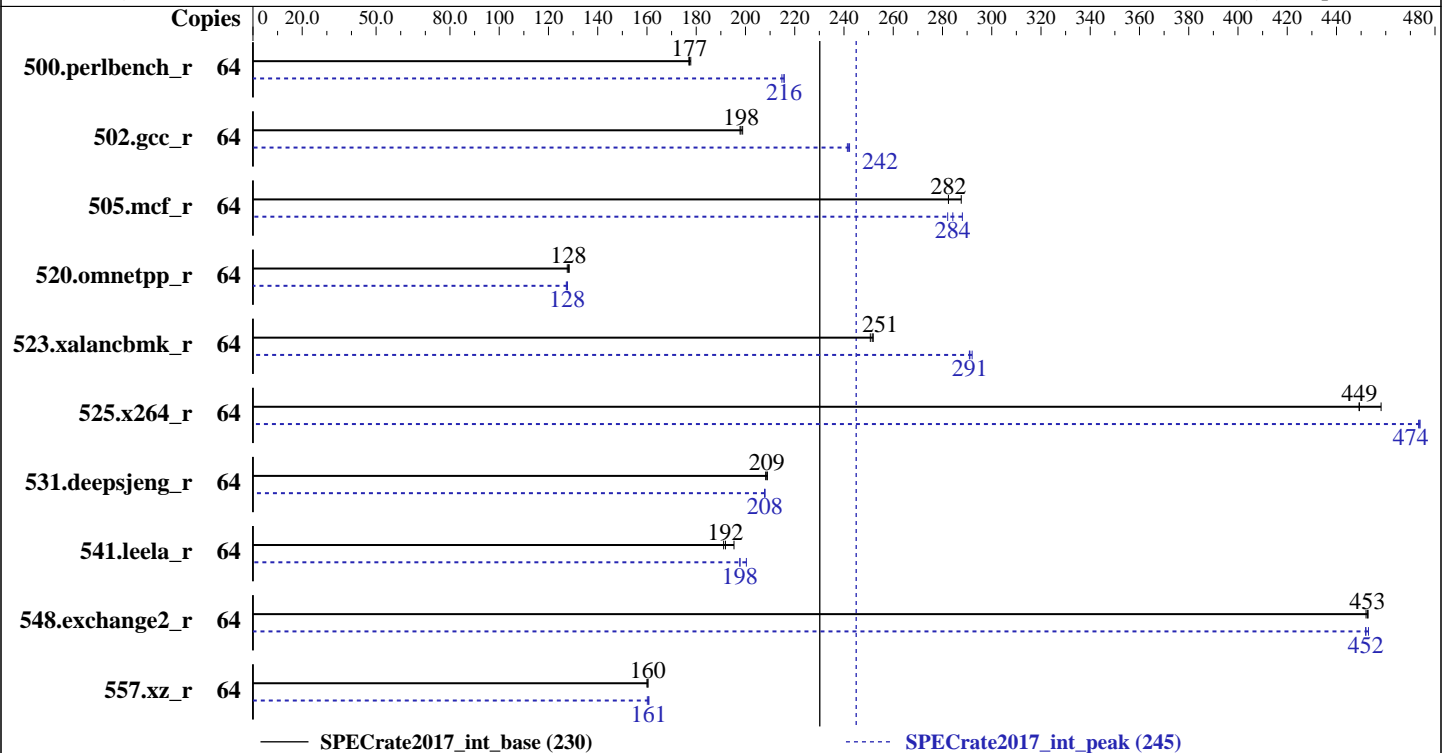 Copies 0 20.0 50.0 80.0 100 120 140 160 180 200 220 240 260 280 300 320 340 360 380 400 420 440 480
177
500.perlbench_r 64
216
198
502.gcc_r 64
242
282
505.mcf_r 64
284
128
520.omnetpp_r 64
128
251
523.xalancbmk_r 64
291
449
525.x264_r 64
474
209
531.deepsjeng_r 64
208
192
541.leela_r 64
198
453
548.exchange2_r 64
452
160
557.xz_r 64
161
SPECrate2017_int_base (230) SPECrate2017_int_peak (245)